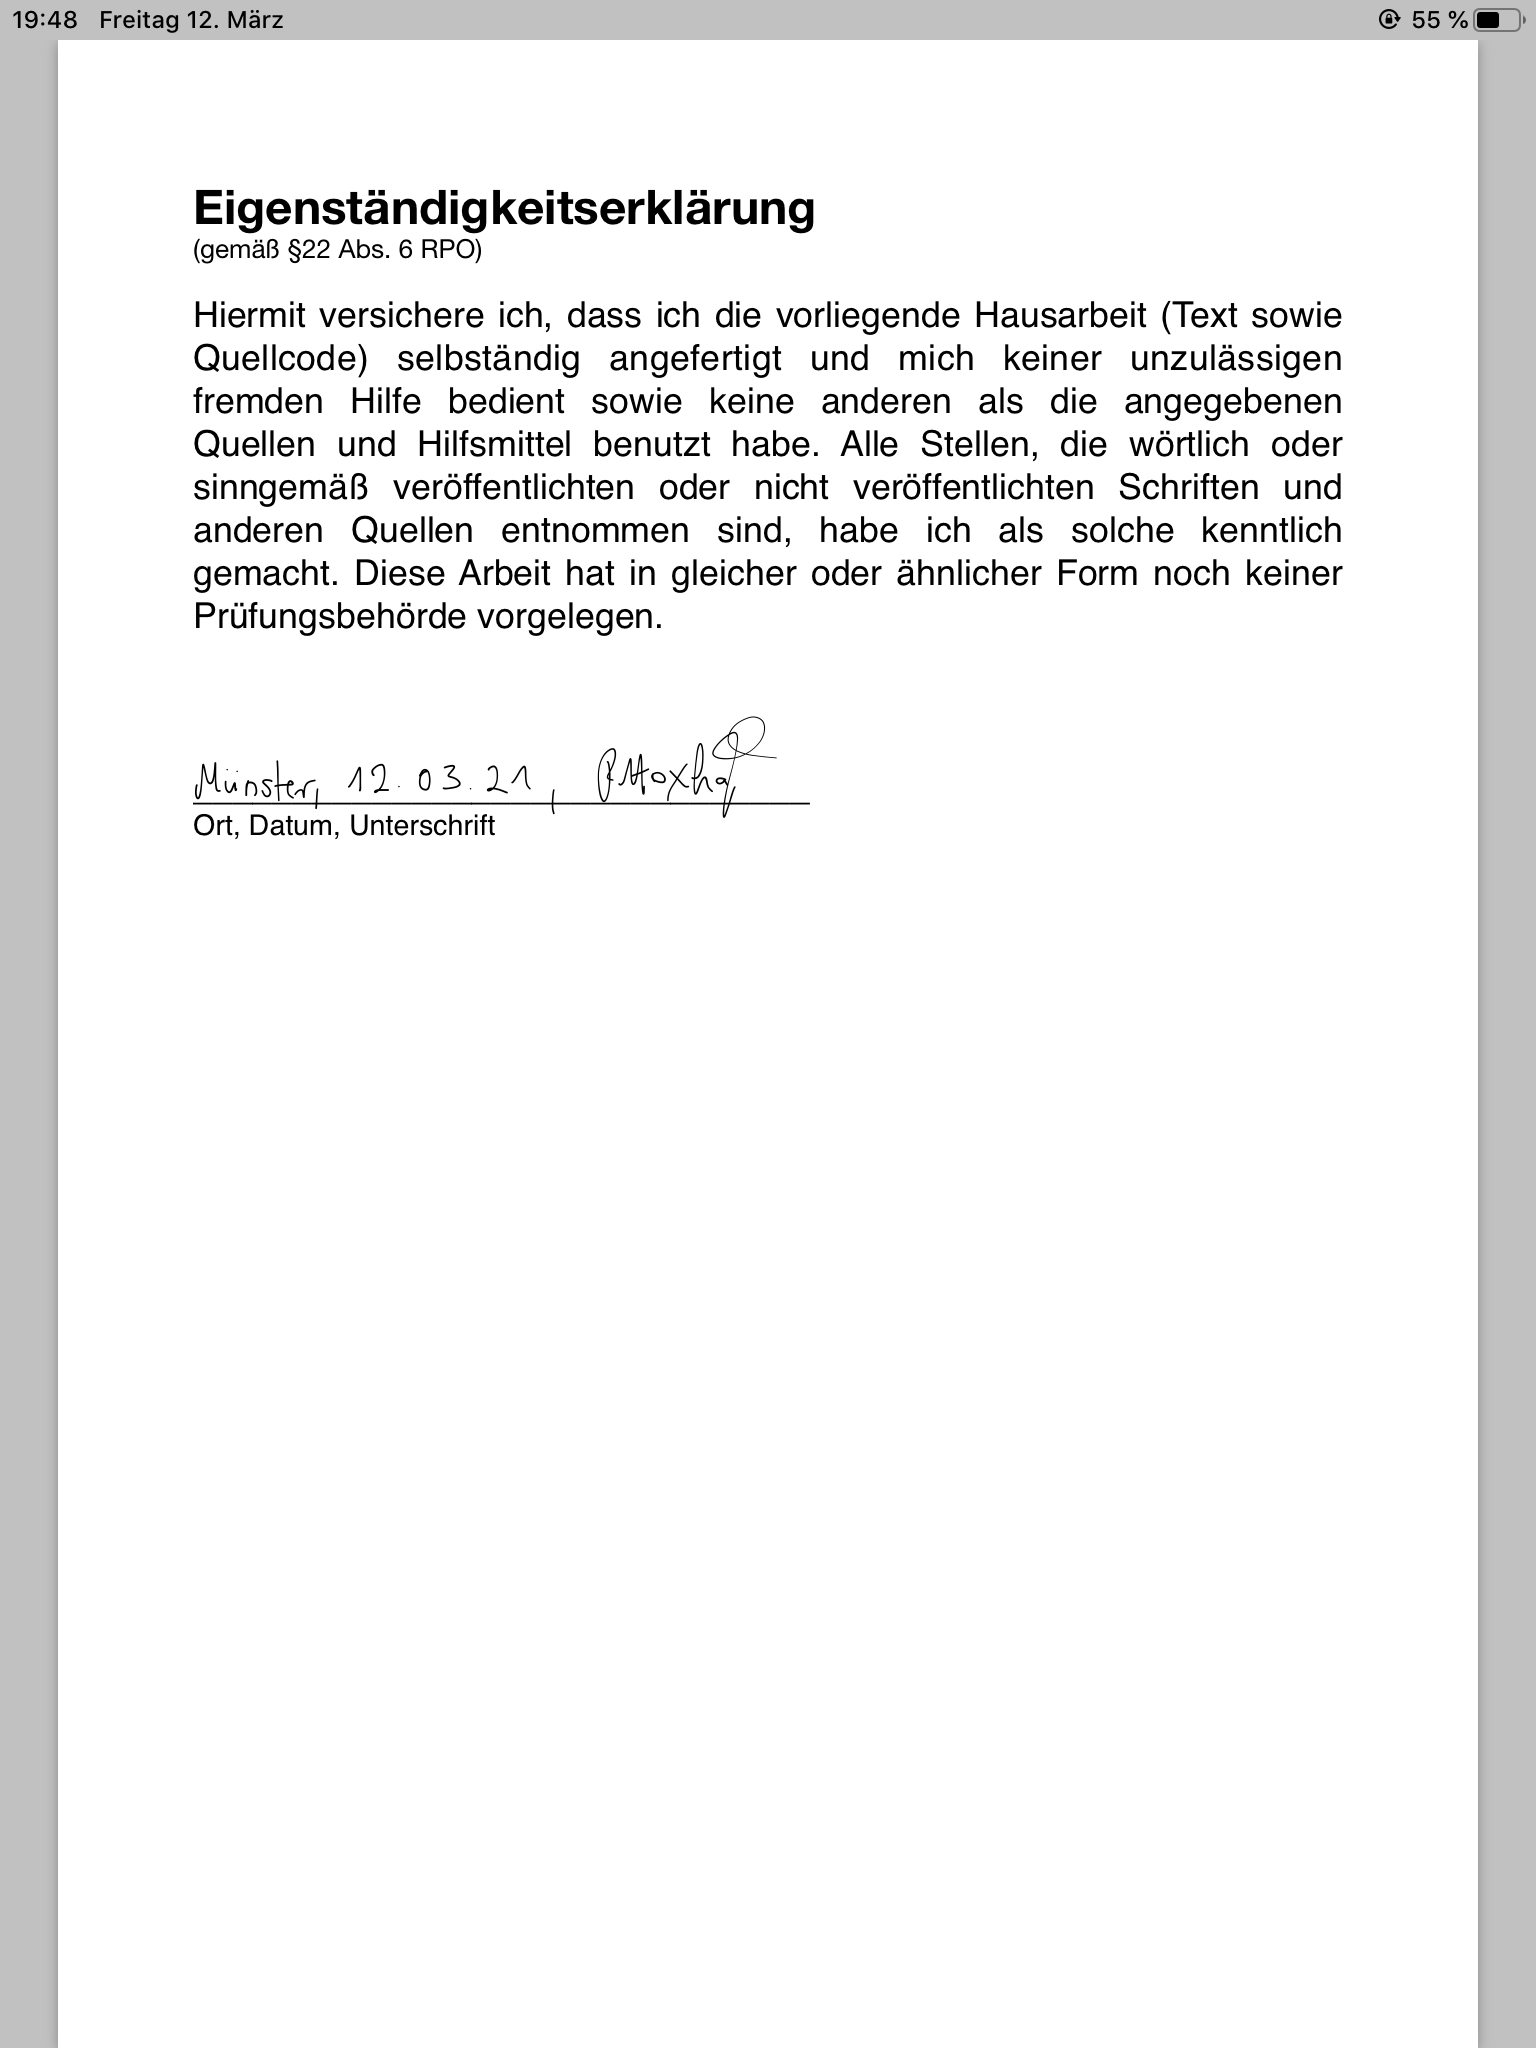 19:48 Freitag 12. März 55 %
Eigenständigkeitserklärung
(gemäß §22 Abs. 6 RPO)
Hiermit versichere ich, dass ich die vorliegende Hausarbeit (Text sowie
Quellcode) selbständig angefertigt und mich keiner unzulässigen
fremden Hilfe bedient sowie keine anderen als die angegebenen
Quellen und Hilfsmittel benutzt habe. Alle Stellen, die wörtlich oder
sinngemäß veröffentlichten oder nicht veröffentlichten Schriften und
anderen Quellen entnommen sind, habe ich als solche kenntlich
gemacht. Diese Arbeit hat in gleicher oder ähnlicher Form noch keiner
Prüfungsbehörde vorgelegen.
Münster, 12.03.21,
Ort, Datum, Unterschrift